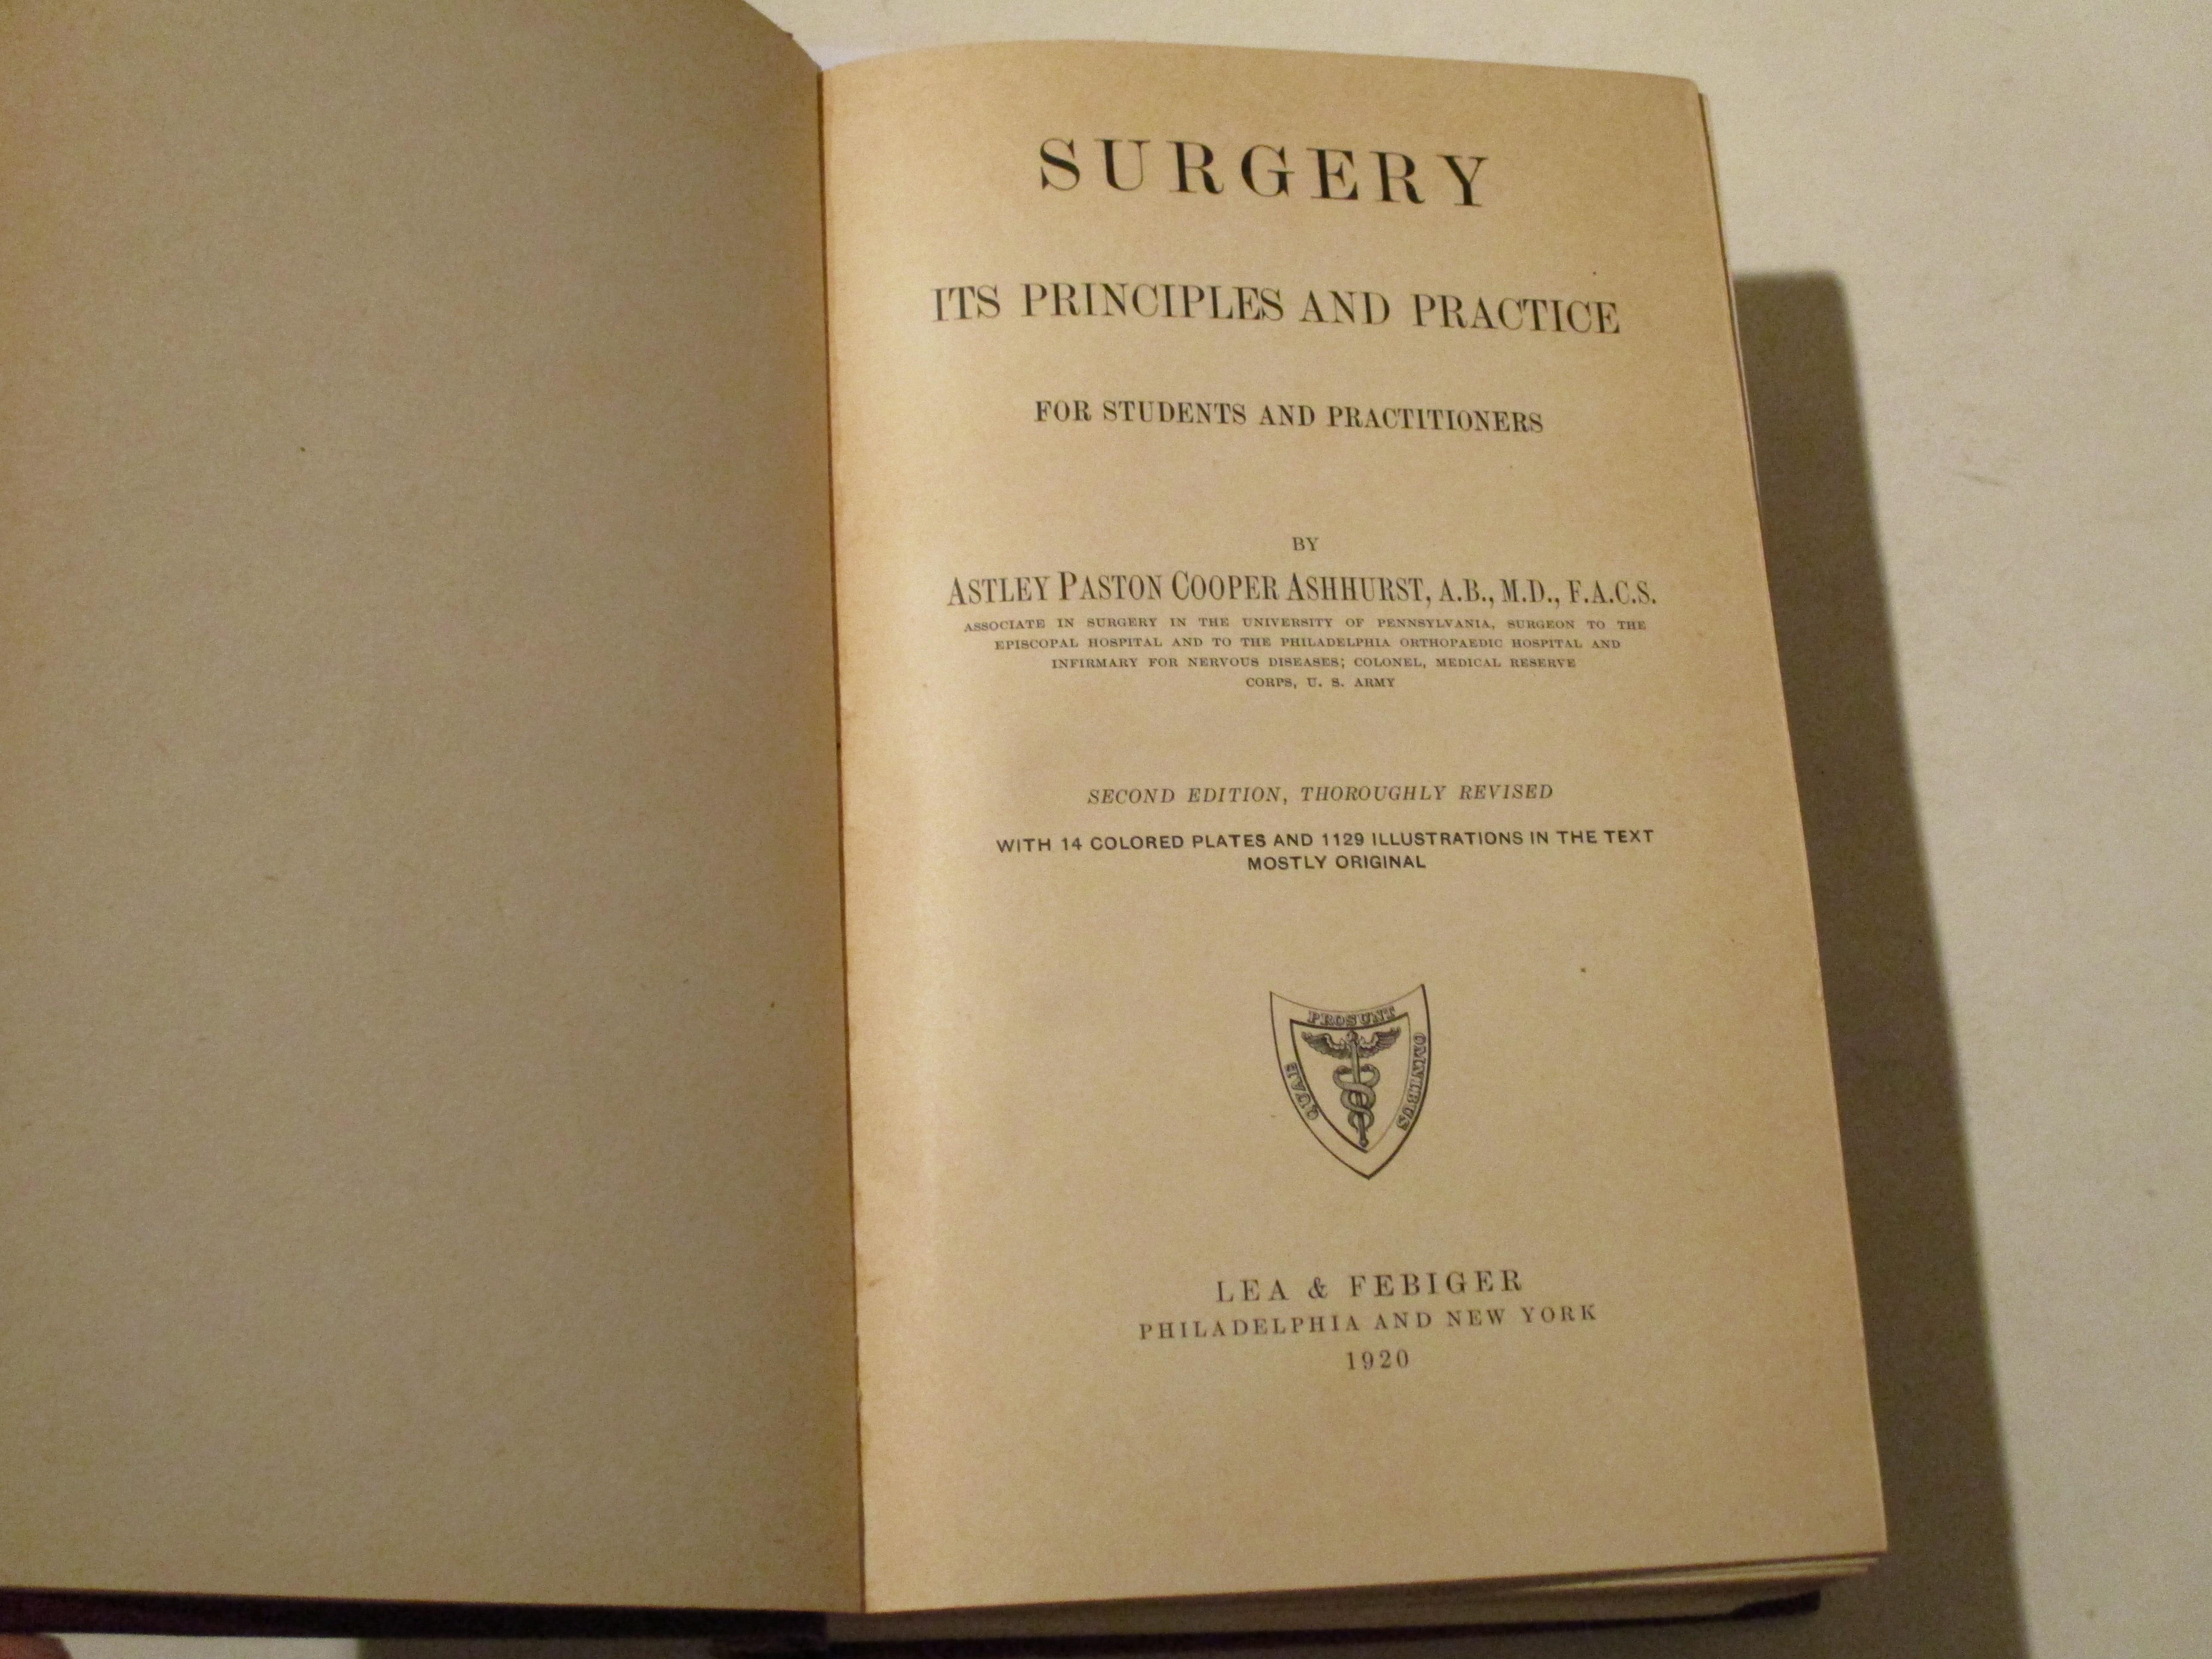 SURGERY
ITS PRINCIPLES AND PRACTICE
FOR STUDENTS AND PRACTITIONERS
BY
ASTLEY PASTON COOPER ASHHURST, A.B., M.D., F.A.C.S.
ASSOCIATE IN SURGERY IN THE UNIVERSITY OF PENNSYLVANIA, SURGEON TO THE
EPISCOPAL HOSPITAL AND TO THE PHILADELPHIA ORTHOPAEDIC HOSPITAL AND
INFIRMARY FOR NERVOUS DISEASES; COLONEL, MEDICAL RESERVE
CORPS, U. S. ARMY
SECOND EDITION, THOROUGHLY REVISED
WITH 14 COLORED PLATES AND 1129 ILLUSTRATIONS IN THE TEXT
MOSTLY ORIGINAL
QUAE
PROSUNT
OMNIBUS
LEA & FEBIGER
PHILADELPHIA AND NEW YORK
1920